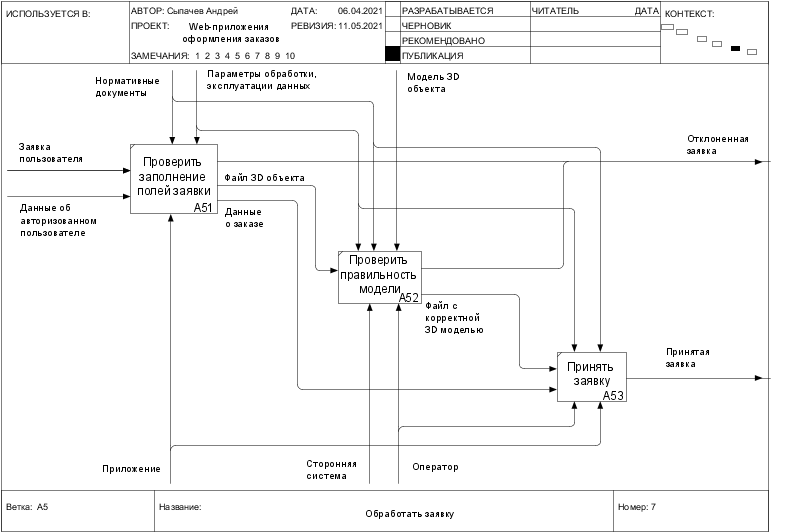 ИСПОЛЬЗУЕТСЯ В:
АВТОР: Сыпачев Андрей
ДАТА: 06.04.2021
ПРОЕКТ: Web-приложения
оформления заказов
РЕВИЗИЯ: 11.05.2021
ЗАМЕЧАНИЯ: 1 2 3 4 5 6 7 8 9 10
РАЗРАБАТЫВАЕТСЯ
ЧЕРНОВИК
РЕКОМЕНДОВАНО
ПУБЛИКАЦИЯ
ЧИТАТЕЛЬ
ДАТА
КОНТЕКСТ:
Нормативные
документы
Параметры обработки,
эксплуатации данных
Модель 3D
объекта
Заявка
пользователя
Данные об
авторизованном
пользователе
Проверить
заполнение
полей заявки
A51
Отклоненная
заявка
Файл 3D объекта
Данные
о заказе
Проверить
правильность
модели
A52
Файл с
корректной
3D моделью
Принять
заявку
A53
Принятая
заявка
Приложение
Сторонняя
система
Оператор
Ветка: A5
Название:
Обработать заявку
Номер: 7